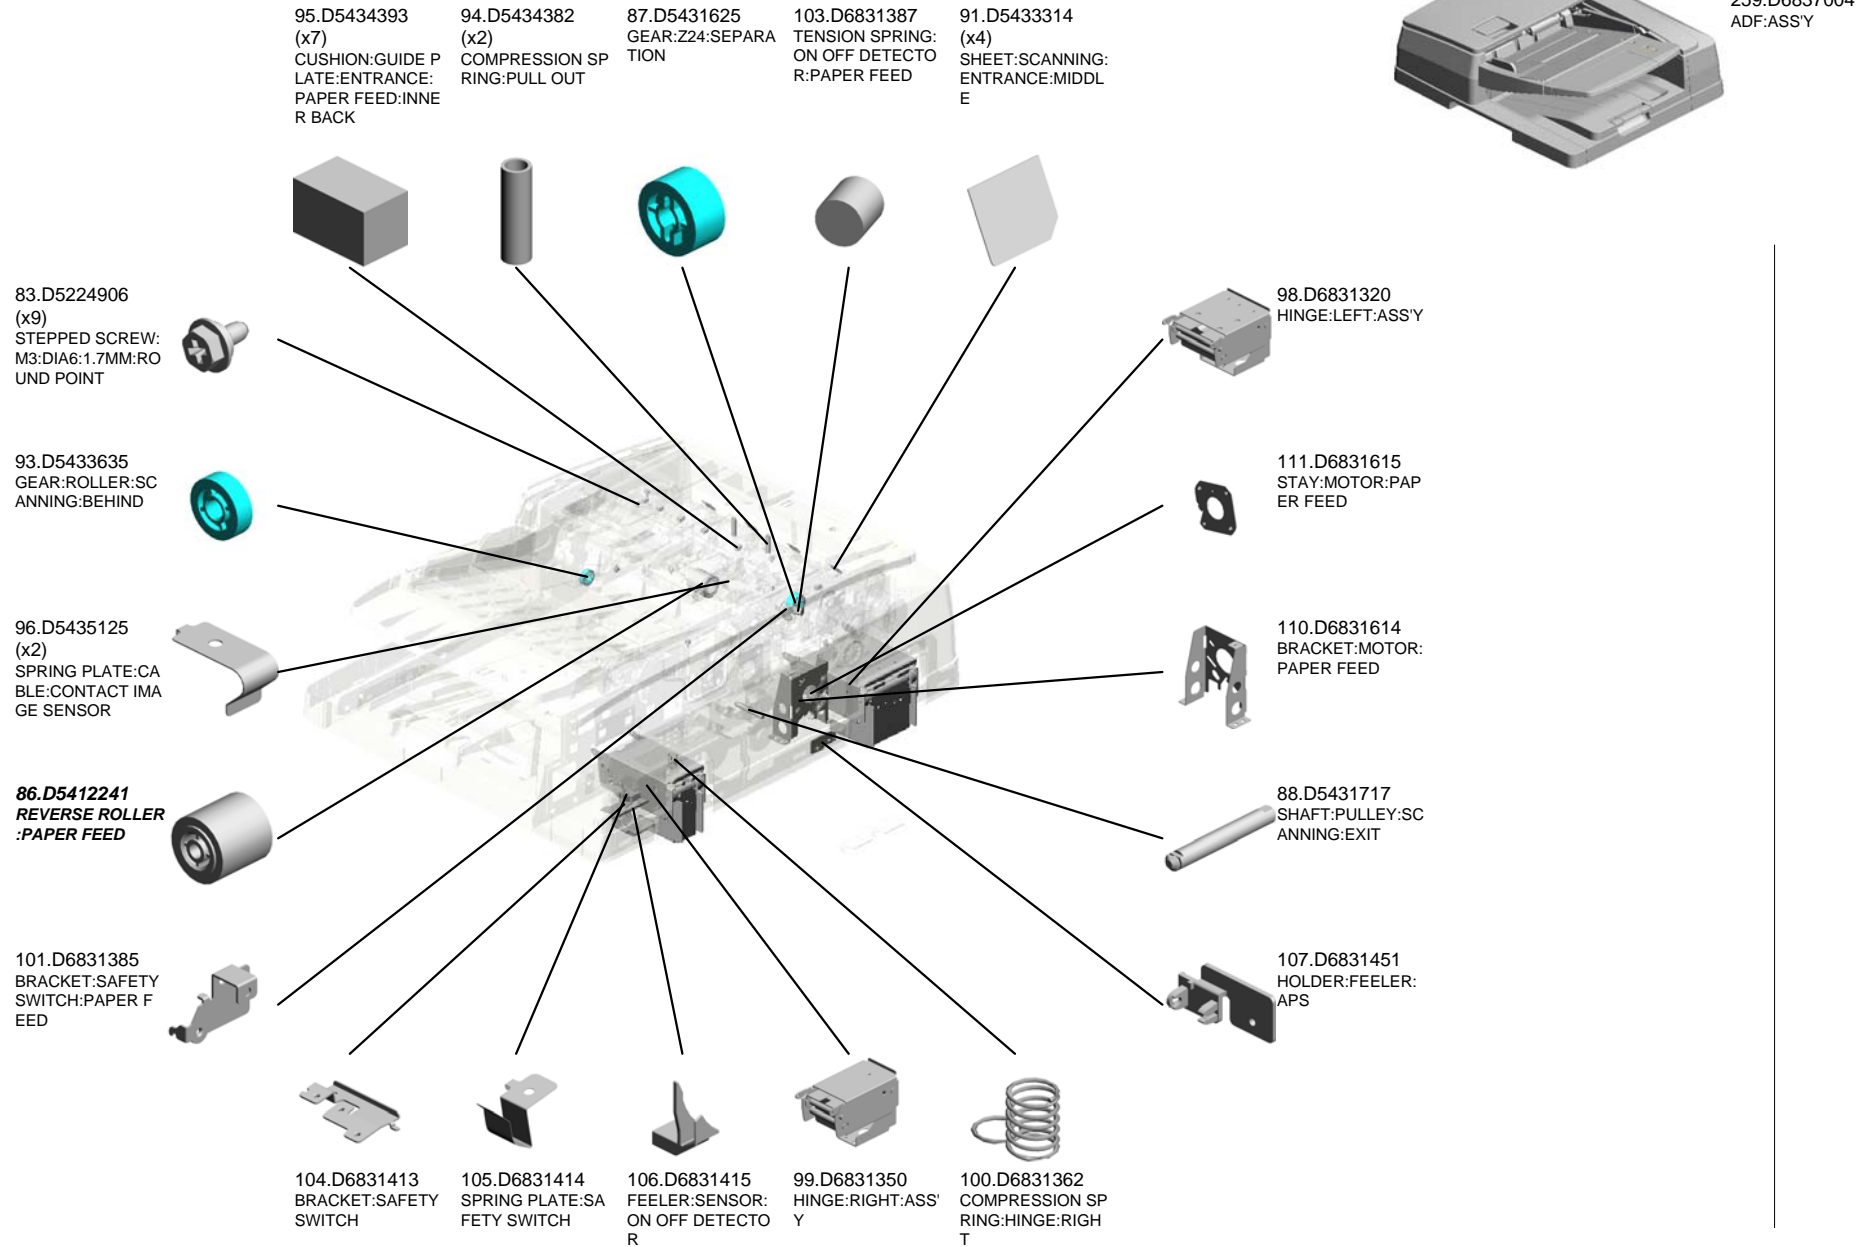 95.D5434393
(x7)
CUSHION:GUIDE P
LATE:ENTRANCE:
PAPER FEED:INNE
R BACK
94.D5434382
(x2)
COMPRESSION SP
RING:PULL OUT
87.D5431625
GEAR:Z24:SEPARA
TION
103.D6831387
TENSION SPRING:
ON OFF DETECTO
R:PAPER FEED
91.D5433314
(x4)
SHEET:SCANNING:
ENTRANCE:MIDDL
E
259.D6837004
ADF:ASS'Y
83.D5224906
(x9)
STEPPED SCREW:
M3:DIA6:1.7MM:RO
UND POINT
98.D6831320
HINGE:LEFT:ASS'Y
93.D5433635
GEAR:ROLLER:SC
ANNING:BEHIND
111.D6831615
STAY:MOTOR:PAP
ER FEED
96.D5435125
(x2)
SPRING PLATE:CA
BLE:CONTACT IMA
GE SENSOR
110.D6831614
BRACKET:MOTOR:
PAPER FEED
86.D5412241
REVERSE ROLLER
:PAPER FEED
88.D5431717
SHAFT:PULLEY:SC
ANNING:EXIT
101.D6831385
BRACKET:SAFETY
SWITCH:PAPER F
EED
107.D6831451
HOLDER:FEELER:
APS
104.D6831413
BRACKET:SAFETY
SWITCH
105.D6831414
SPRING PLATE:SA
FETY SWITCH
106.D6831415
FEELER:SENSOR:
ON OFF DETECTO
R
99.D6831350
HINGE:RIGHT:ASS'
Y
100.D6831362
COMPRESSION SP
RING:HINGE:RIGH
T